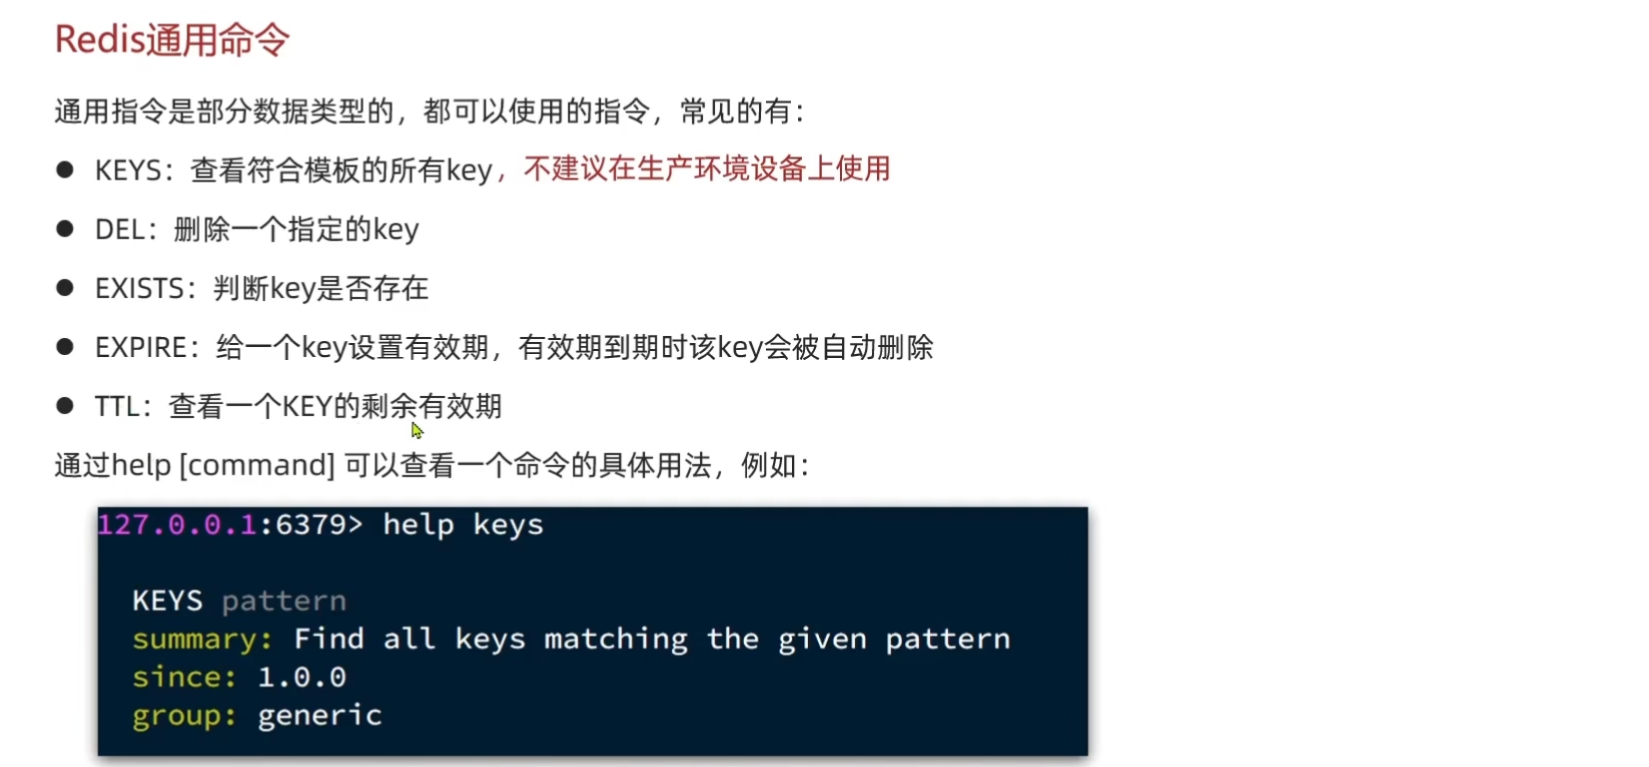 Redis通用命令
通用指令是部分数据类型的，都可以使用的指令，常见的有：
● KEYS：查看符合模板的所有key，不建议在生产环境设备上使用
● DEL：删除一个指定的key
● EXISTS：判断key是否存在
● EXPIRE：给一个key设置有效期，有效期到期时该key会被自动删除
● TTL：查看一个KEY的剩余有效期
通过help [command] 可以查看一个命令的具体用法，例如：
127.0.0.1:6379> help keys
KEYS pattern
summary: Find all keys matching the given pattern
since: 1.0.0
group: generic